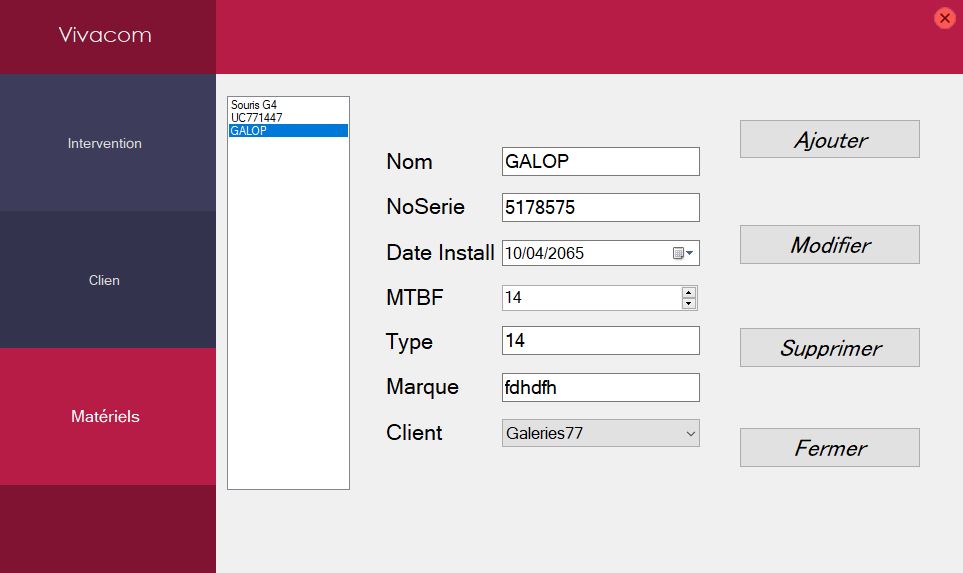 Vivacom
Intervention
Clien
Matériels
Souris G4
UC771447
GALOP
Nom GALOP
NoSerie 5178575
Date Install 10/04/2065
MTBF 14
Type 14
Marque fdhdfh
Client Galeries77
Ajouter
Modifier
Supprimer
Fermer